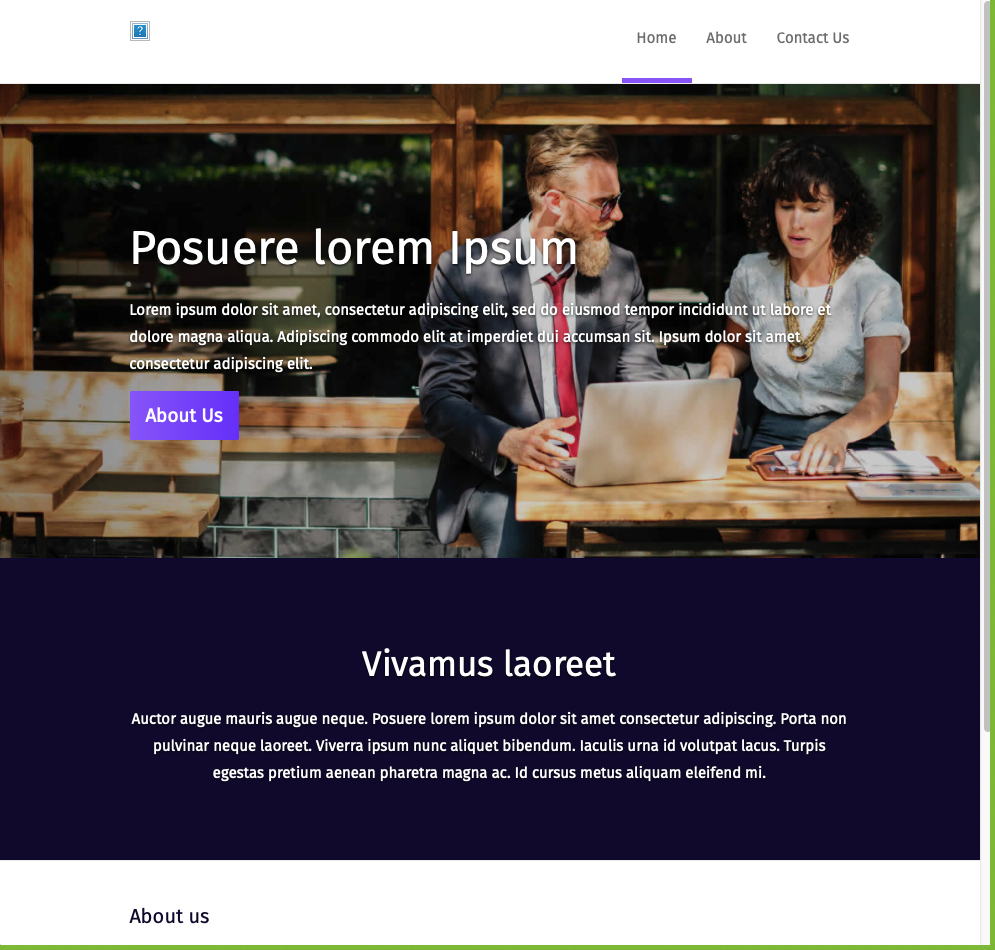 Home About Contact Us
Posuere lorem Ipsum
Lorem ipsum dolor sit amet, consectetur adipiscing elit, sed do eiusmod tempor incididunt ut labore et
dolore magna aliqua. Adipiscing commodo elit at imperdiet dui accumsan sit. Ipsum dolor sit amet
consectetur adipiscing elit.
About Us
Vivamus laoreet
Auctor augue mauris augue neque. Posuere lorem ipsum dolor sit amet consectetur adipiscing. Porta non
pulvinar neque laoreet. Viverra ipsum nunc aliquet bibendum. Iaculis urna id volutpat lacus. Turpis
egestas pretium aenean pharetra magna ac. Id cursus metus aliquam eleifend mi.
About us